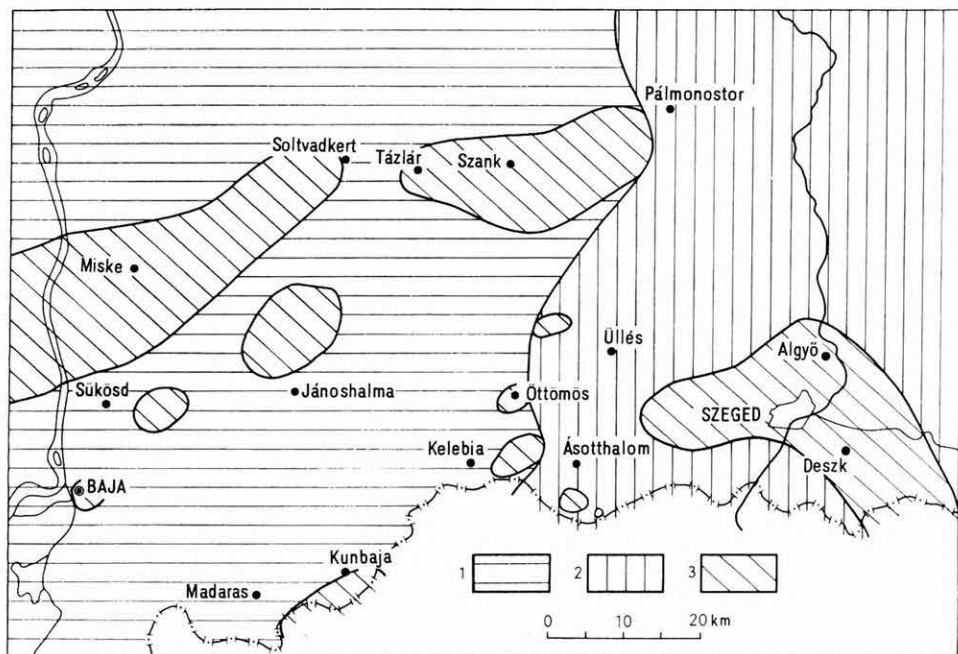 Pálmonostor
Soltvadkert
Tázlár
Szank
Miske
Üllés
Algyő
Sükösd
Jánoshalma
Öttömös
SZEGED
Kelebia
Ásotthalom
Deszk
BAJA
Kunbaja
Madaras
1
2
3
0 10 20 km